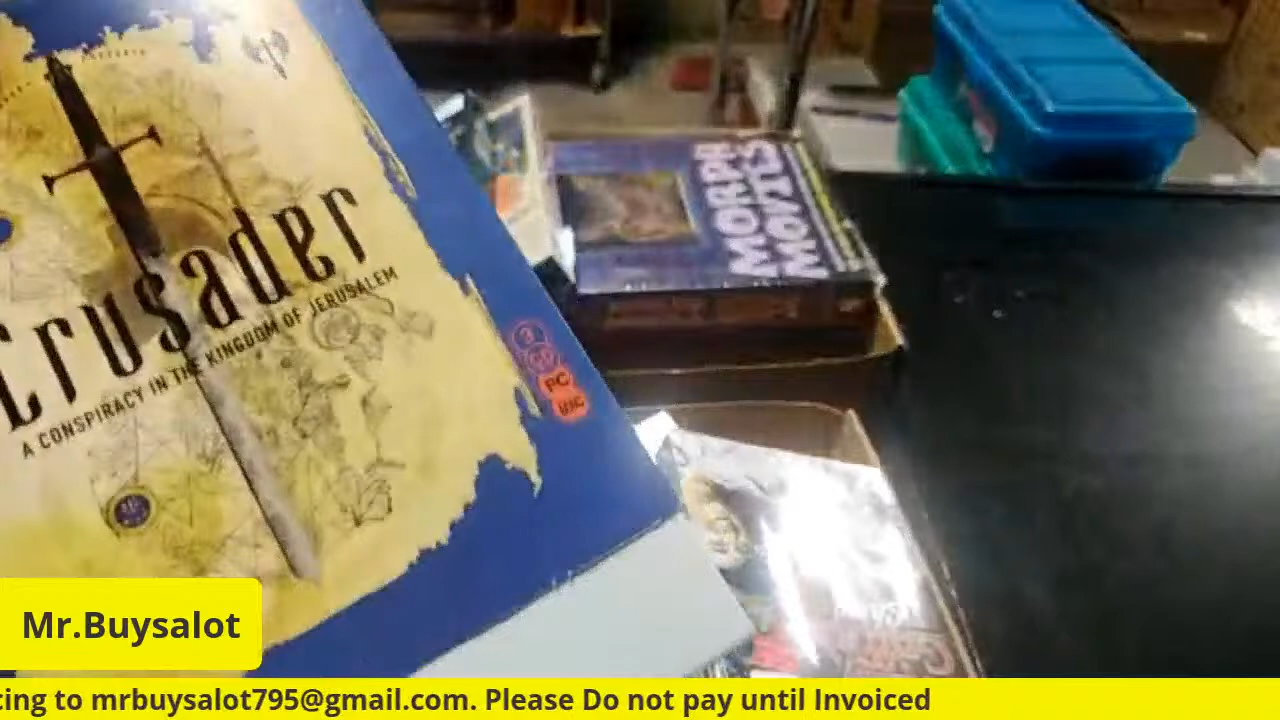 Crusader
A CONSPIRACY IN THE KINGDOM OF JERUSALEM
PC
MAC
MORPH
MOVIES
Mr.Buysalot
cing to mrbuysalot795@gmail.com. Please Do not pay until Invoiced